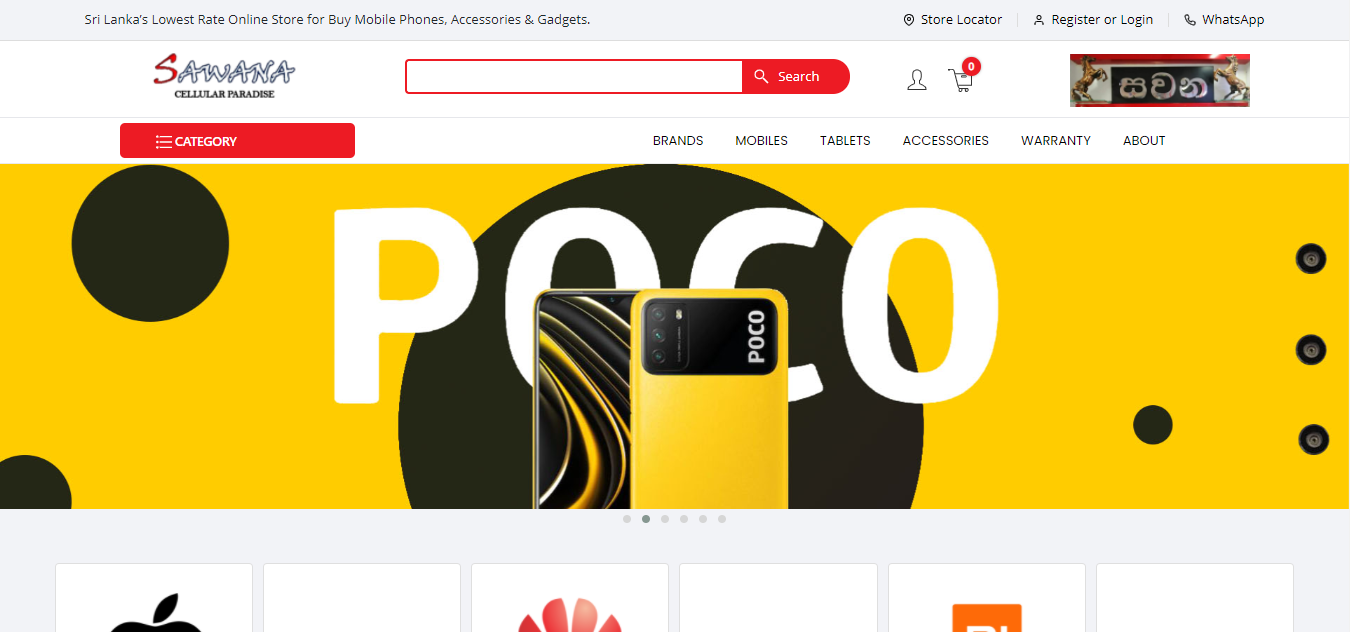 Sri Lanka's Lowest Rate Online Store for Buy Mobile Phones, Accessories & Gadgets.
Store Locator
Register or Login
WhatsApp
SAWANA
CELLULAR PARADISE
Search
0
සවන
CATEGORY
BRANDS
MOBILES
TABLETS
ACCESSORIES
WARRANTY
ABOUT
POCO
POCO